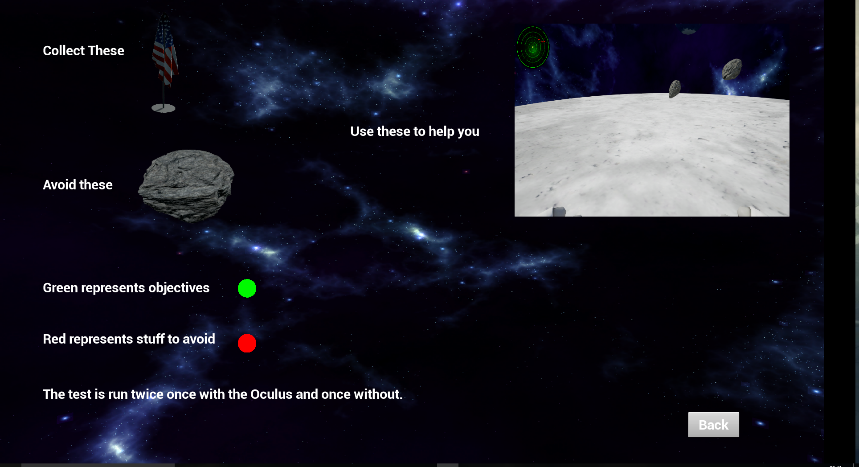 Collect These
Use these to help you
Avoid these
Green represents objectives
Red represents stuff to avoid
The test is run twice once with the Oculus and once without.
Back